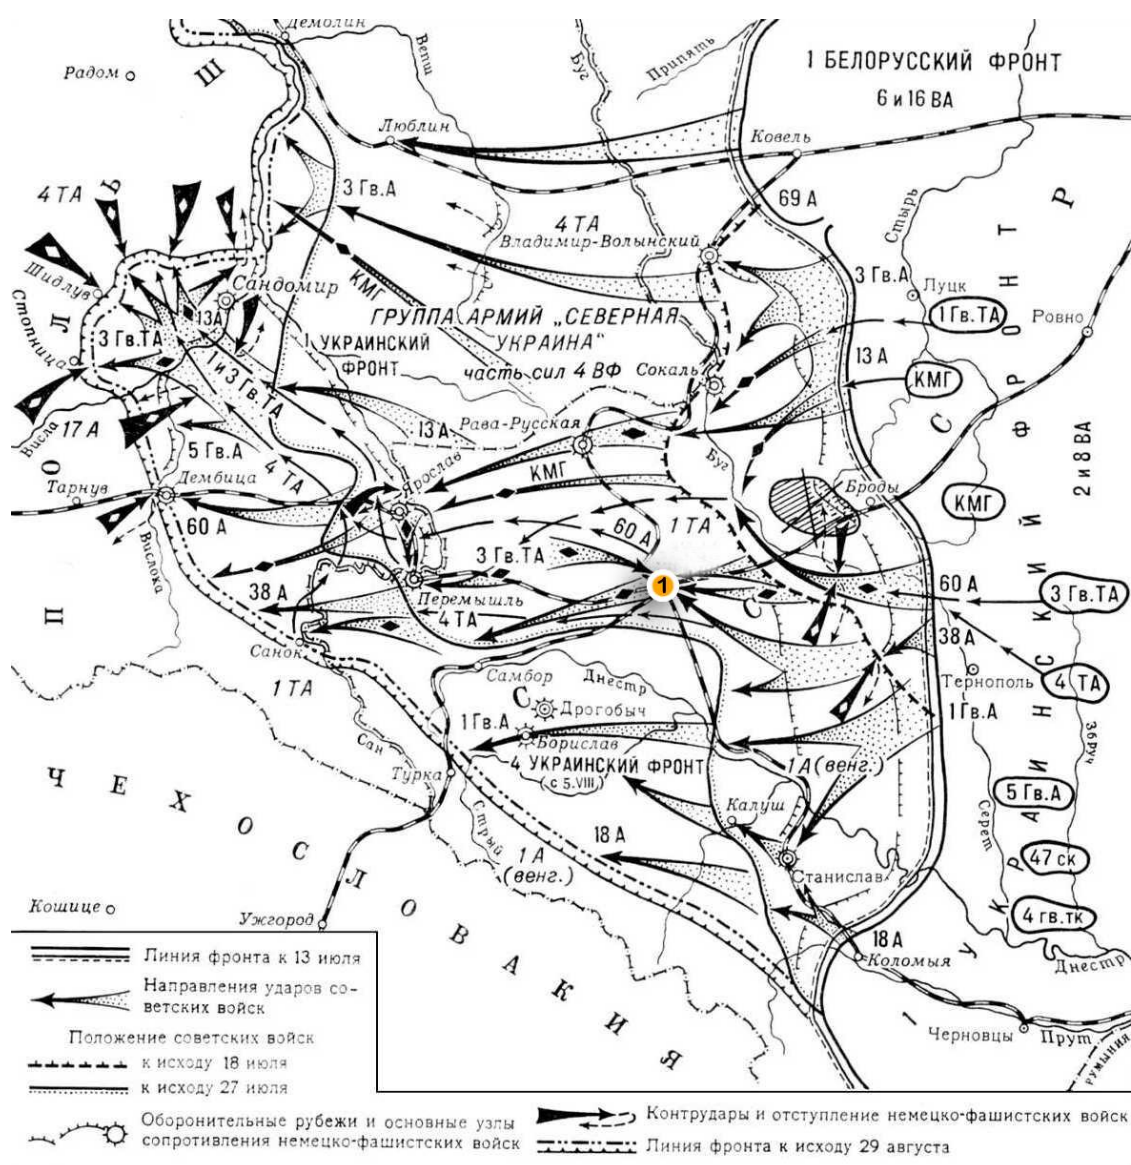 Демблин
Радом
Вепш
Буг
Припять
1 БЕЛОРУССКИЙ ФРОНТ
6 и 16 ВА
Люблин
Ковель
4 ТА
3 Гв.А
69 А
4 ТА
Стырь
Владимир-Волынский
Шидлув
Сандомир
КМГ
3 Гв.А
Луцк
Стопница
13А
ГРУППА АРМИЙ „СЕВЕРНАЯ
УКРАИНА“
1 Гв.ТА
Ровно
3 Гв.ТА
1 УКРАИНСКИЙ
ФРОНТ
часть сил 4 ВФ
Сокаль
13 А
КМГ
1 и 3 Гв.ТА
Висла
17 А
13 А
Рава-Русская
5 Гв.А
4 ТА
Ярослав
КМГ
Буг
Броды
КМГ
2 и 8 ВА
Тарнув
Дембица
60 А
Вислока
60 А
1 ТА
3 Гв.ТА
1
38 А
Перемышль
4 ТА
60 А
3 Гв.ТА
38 А
Санок
1 ТА
Самбор
Днестр
Тернополь
4 ТА
С
С
Дрогобыч
1 Гв.А
1 Гв.А
Борислав
Сан
4 УКРАИНСКИЙ ФРОНТ
(с 5.VIII)
1 А (венг.)
Збруч
Турка
Калуш
5 Гв.А
Стрый
Серет
18 А
1 А
(венг.)
Станислав
47 ск
4 гв.тк
Кошице
Ужгород
18 А
Коломыя
Днестр
Черновцы
Прут
РУМЫНИЯ
ПОЛЬШ
ЧЕХОСЛОВАКИЯ
1 УКРАИНСКИЙ ФРОНТ
Линия фронта к 13 июля
Направления ударов со-
ветских войск
Положение советских войск
к исходу 18 июля
к исходу 27 июля
Оборонительные рубежи и основные узлы
сопротивления немецко-фашистских войск
Контрудары и отступление немецко-фашистских войск
Линия фронта к исходу 29 августа